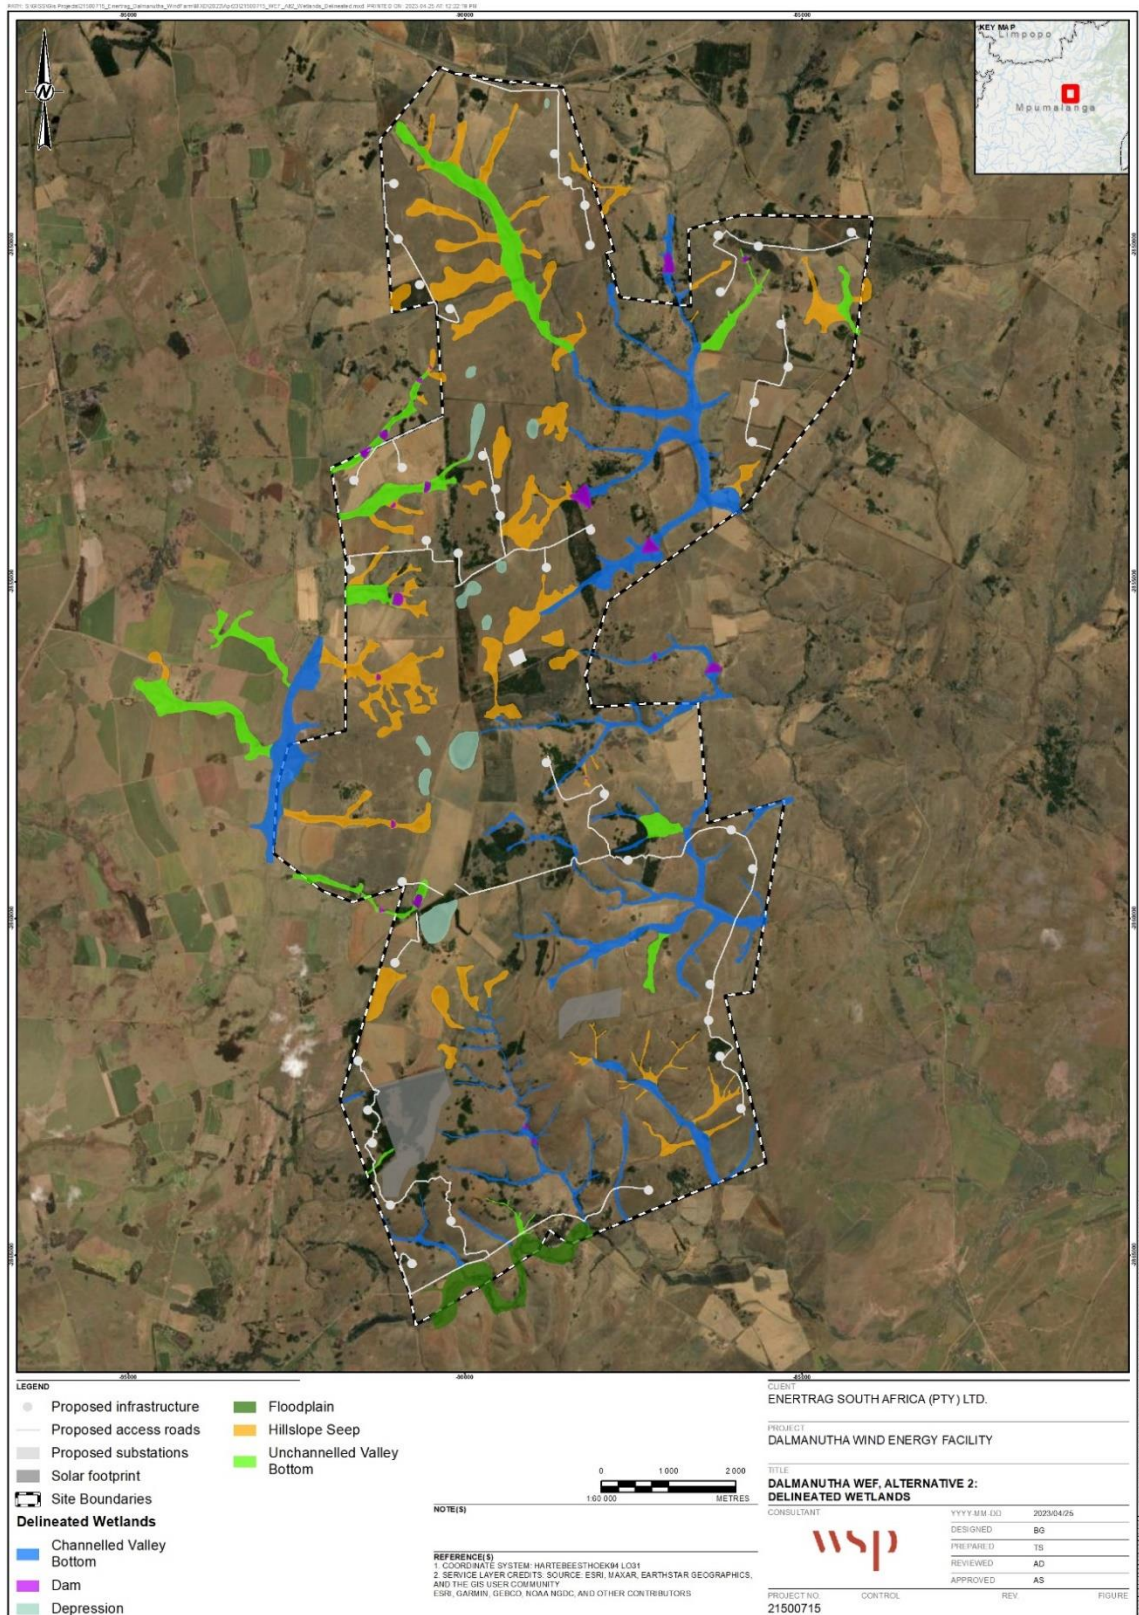 KEY MAP
Limpopo
Mpumalanga
N
LEGEND
Proposed infrastructure
Proposed access roads
Proposed substations
Solar footprint
Site Boundaries
Delineated Wetlands
Channelled Valley
Bottom
Dam
Depression
Floodplain
Hillslope Seep
Unchannelled Valley
Bottom
0 1 000 2 000
1:60 000 METRES
NOTE(S)
REFERENCE(S)
1. COORDINATE SYSTEM: HARTEBEESTHOEK94 LO31
2. SERVICE LAYER CREDITS: SOURCE: ESRI, MAXAR, EARTHSTAR GEOGRAPHICS,
AND THE GIS USER COMMUNITY
ESRI, GARMIN, GEBCO, NOAA NGDC, AND OTHER CONTRIBUTORS
CLIENT
ENERTRAG SOUTH AFRICA (PTY) LTD.
PROJECT
DALMANUTHA WIND ENERGY FACILITY
TITLE
DALMANUTHA WEF, ALTERNATIVE 2:
DELINEATED WETLANDS
CONSULTANT
wsp
YYYY-MM-DD 2023/04/25
DESIGNED BG
PREPARED TS
REVIEWED AD
APPROVED AS
PROJECT NO. CONTROL REV. FIGURE
21500715